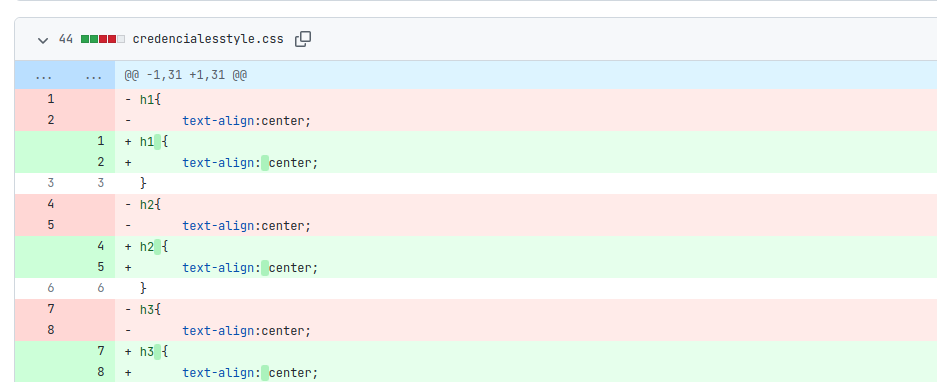 44 credencialesstyle.css
... ... @@ -1,31 +1,31 @@
1 - h1{
2 - text-align:center;
1 + h1 {
2 + text-align: center;
3 3 }
4 - h2{
5 - text-align:center;
4 + h2 {
5 + text-align: center;
6 6 }
7 - h3{
8 - text-align:center;
7 + h3 {
8 + text-align: center;